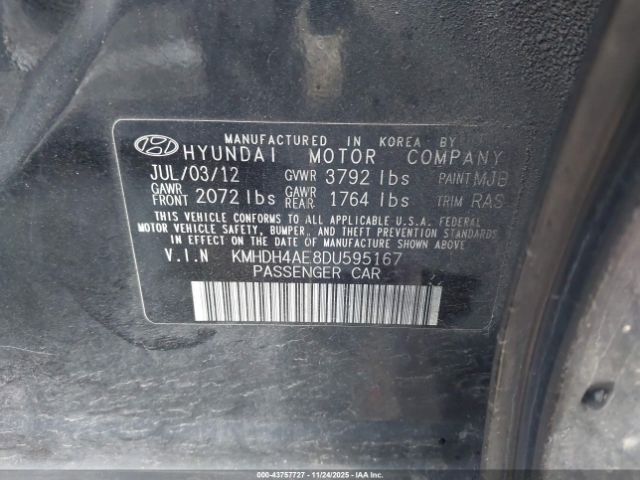 MANUFACTURED IN KOREA BY
HYUNDAI MOTOR COMPANY
JUL/03/12 GVWR 3792 lbs PAINT MJB
GAWR FRONT 2072 lbs GAWR REAR 1764 lbs TRIM RAS
THIS VEHICLE CONFORMS TO ALL APPLICABLE U.S.A. FEDERAL
MOTOR VEHICLE SAFETY, BUMPER, AND THEFT PREVENTION
STANDARDS IN EFFECT ON THE DATE OF MANUFACTURE SHOWN ABOVE
V.I.N KMHDH4AE8DU595167
PASSENGER CAR
000-43757727 - 11/24/2025 - IAAI, Inc. Copyright